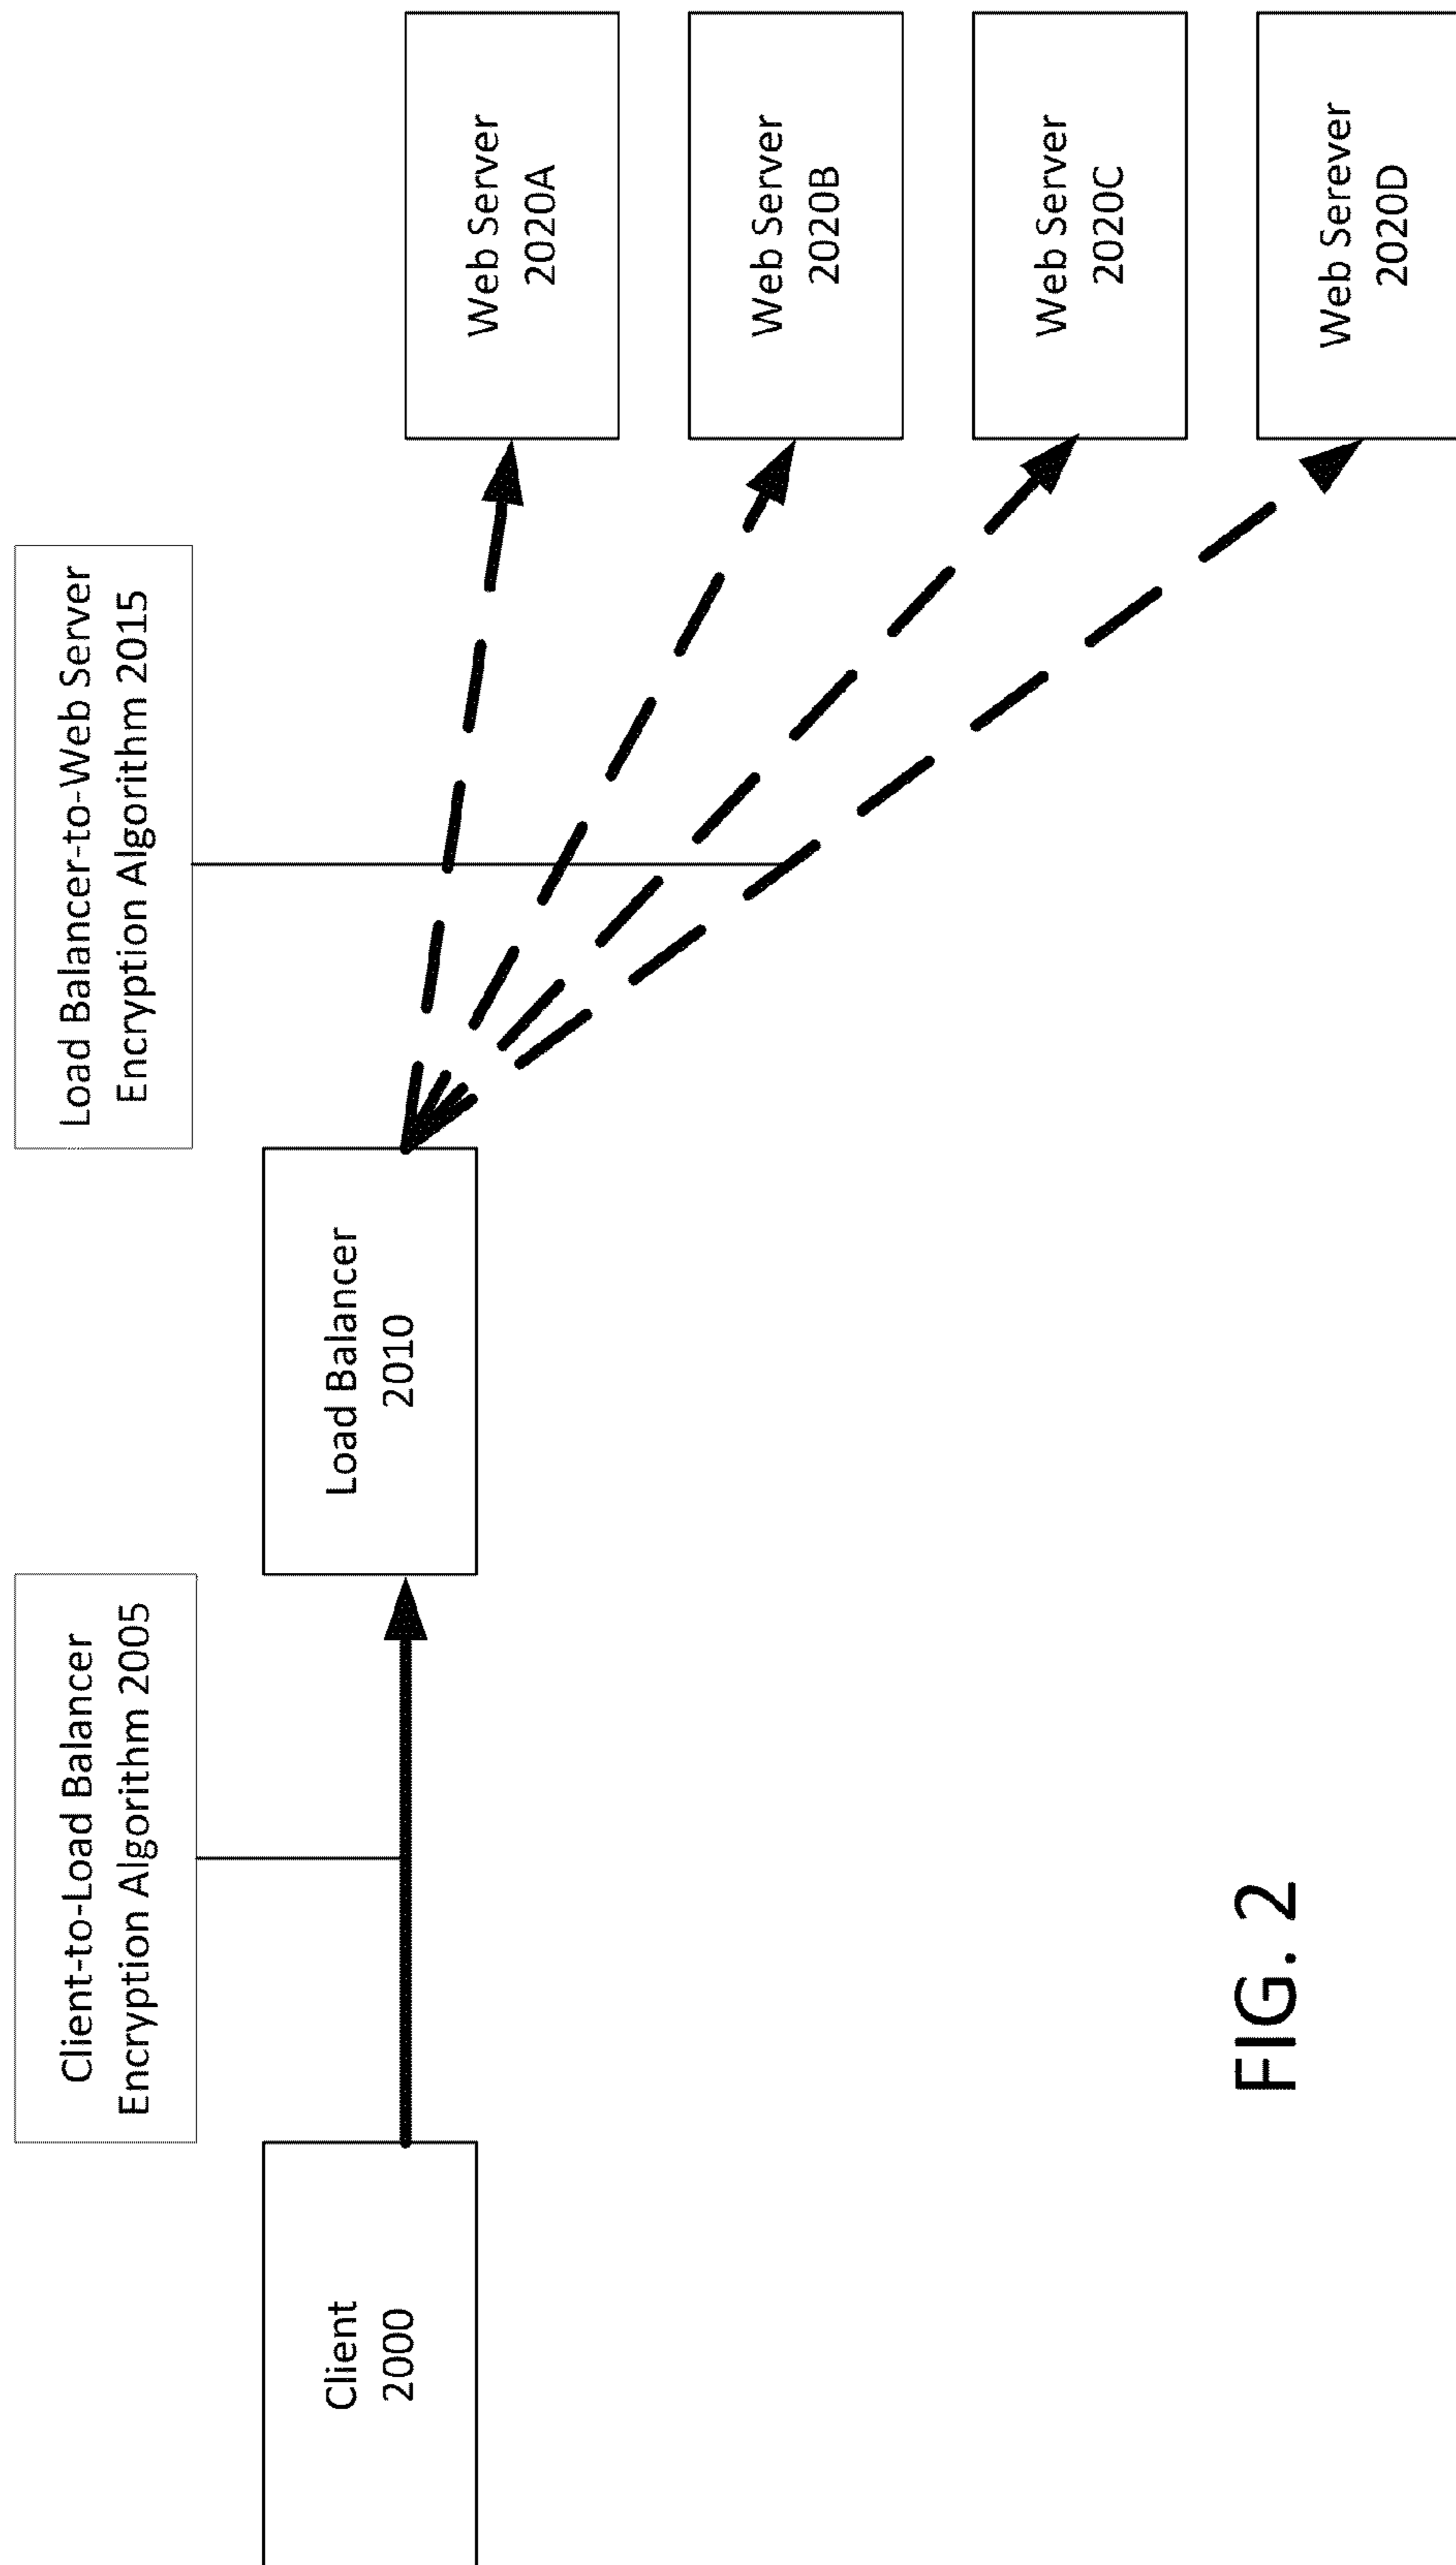 Client-to-Load Balancer
Encryption Algorithm 2005
Load Balancer-to-Web Server
Encryption Algorithm 2015
Client
2000
Load Balancer
2010
Web Server
2020A
Web Server
2020B
Web Server
2020C
Web Serever
2020D
FIG. 2